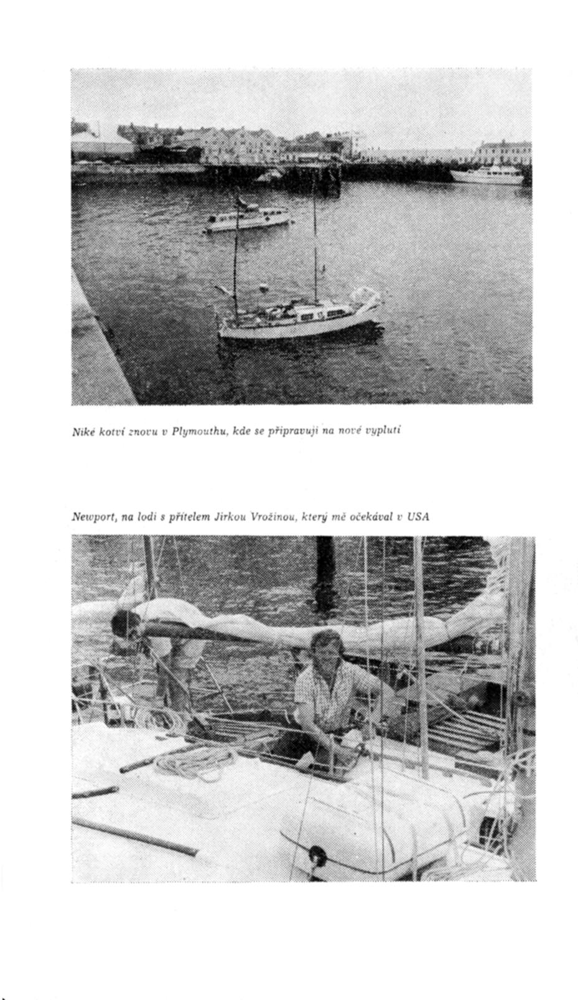 Niké kotví znovu v Plymouthu, kde se připravuji na nové vyplutí
Newport, na lodi s přítelem Jirkou Vrožinou, který mě očekával v USA